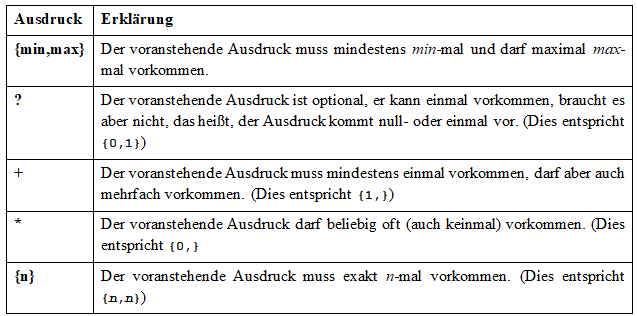 Ausdruck Erklärung
{min,max} Der voranstehende Ausdruck muss mindestens min-mal und darf maximal max-
mal vorkommen.
? Der voranstehende Ausdruck ist optional, er kann einmal vorkommen, braucht es
aber nicht, das heißt, der Ausdruck kommt null- oder einmal vor. (Dies entspricht
{0,1})
+ Der voranstehende Ausdruck muss mindestens einmal vorkommen, darf aber auch
mehrfach vorkommen. (Dies entspricht {1,})
* Der voranstehende Ausdruck darf beliebig oft (auch keinmal) vorkommen. (Dies
entspricht {0,}
{n} Der voranstehende Ausdruck muss exakt n-mal vorkommen. (Dies entspricht
{n,n})